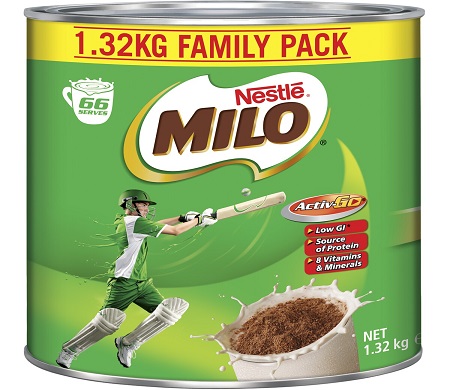 1.32KG FAMILY PACK
66
SERVES
Nestlé
MILO®
Activ-GO
Low GI
Source
of Protein
8 Vitamins
& Minerals
NET
1.32 kg e